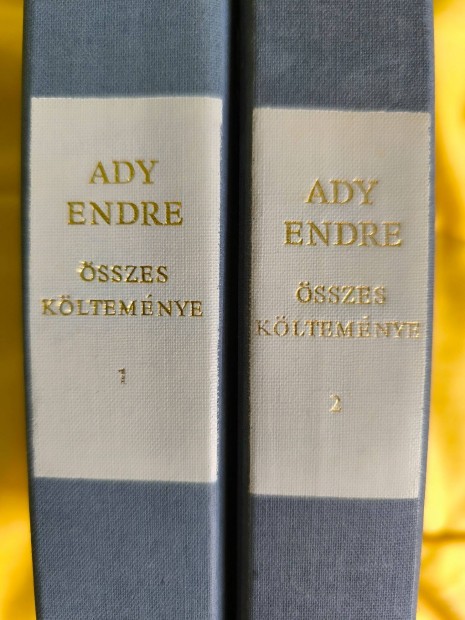 ADY
ENDRE
ÖSSZES
KÖLTEMÉNYE
1
ADY
ENDRE
ÖSSZES
KÖLTEMÉNYE
2